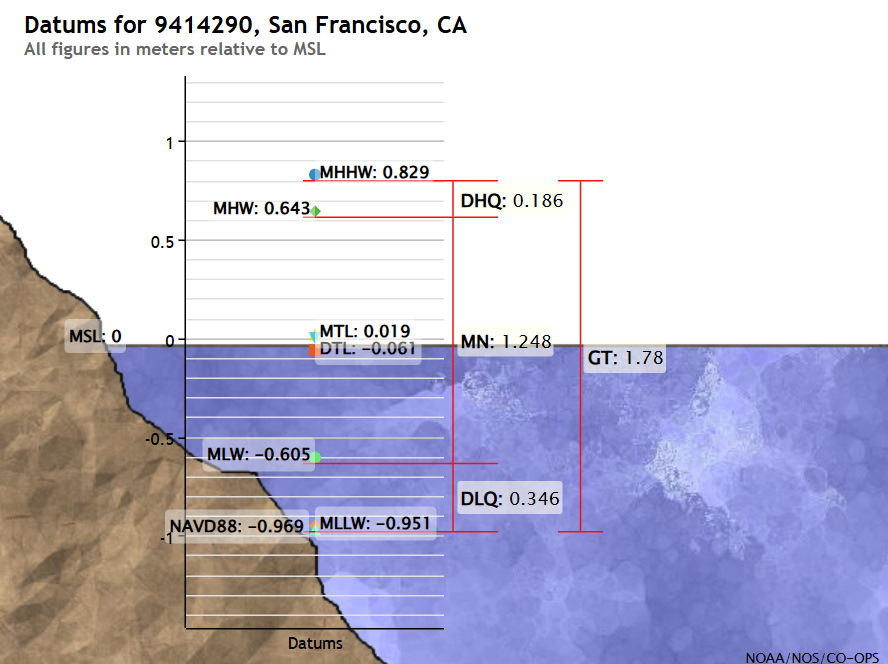 Datums for 9414290, San Francisco, CA
All figures in meters relative to MSL
1
MHHW: 0.829
DHQ: 0.186
MHW: 0.643
0.5
MSL: 0
0
MTL: 0.019
DTL: −0.061
MN: 1.248
GT: 1.78
-0.5
MLW: −0.605
DLQ: 0.346
NAVD88: −0.969
MLLW: −0.951
-1
Datums
NOAA/NOS/CO-OPS